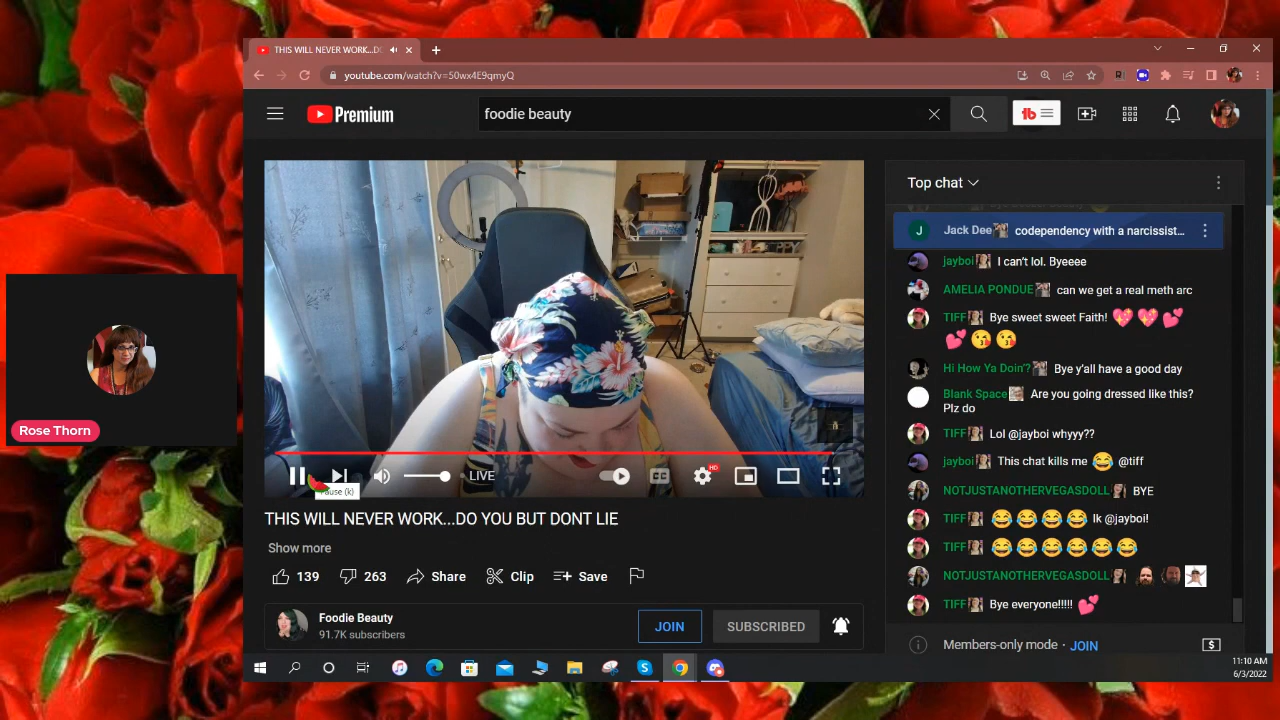 THIS WILL NEVER WORK...DO
youtube.com/watch?v=50wx4E9qmyQ
Premium
foodie beauty
Top chat
J
Jack Dee codependency with a narcissist...
jayboi I can't lol. Byeeee
AMELIA PONDUE can we get a real meth arc
TIFF Bye sweet sweet Faith! 💖 💖 💕
💕 😘 😘
Hi How Ya Doin'? Bye y'all have a good day
Blank Space Are you going dressed like this?
Plz do
TIFF Lol @jayboi whyyy??
jayboi This chat kills me 😂 @tiff
NOTJUSTANOTHERVEGASDOLL BYE
TIFF 😂 😂 😂 😂 Ik @jayboi!
TIFF 😂 😂 😂 😂 😂 😂
NOTJUSTANOTHERVEGASDOLL
TIFF Bye everyone!!!!! 💕
Members-only mode · JOIN
Rose Thorn
LIVE
CC
HD
Pause (k)
THIS WILL NEVER WORK...DO YOU BUT DONT LIE
Show more
139
263
Share
Clip
Save
Foodie Beauty
91.7K subscribers
JOIN
SUBSCRIBED
11:10 AM
6/3/2022